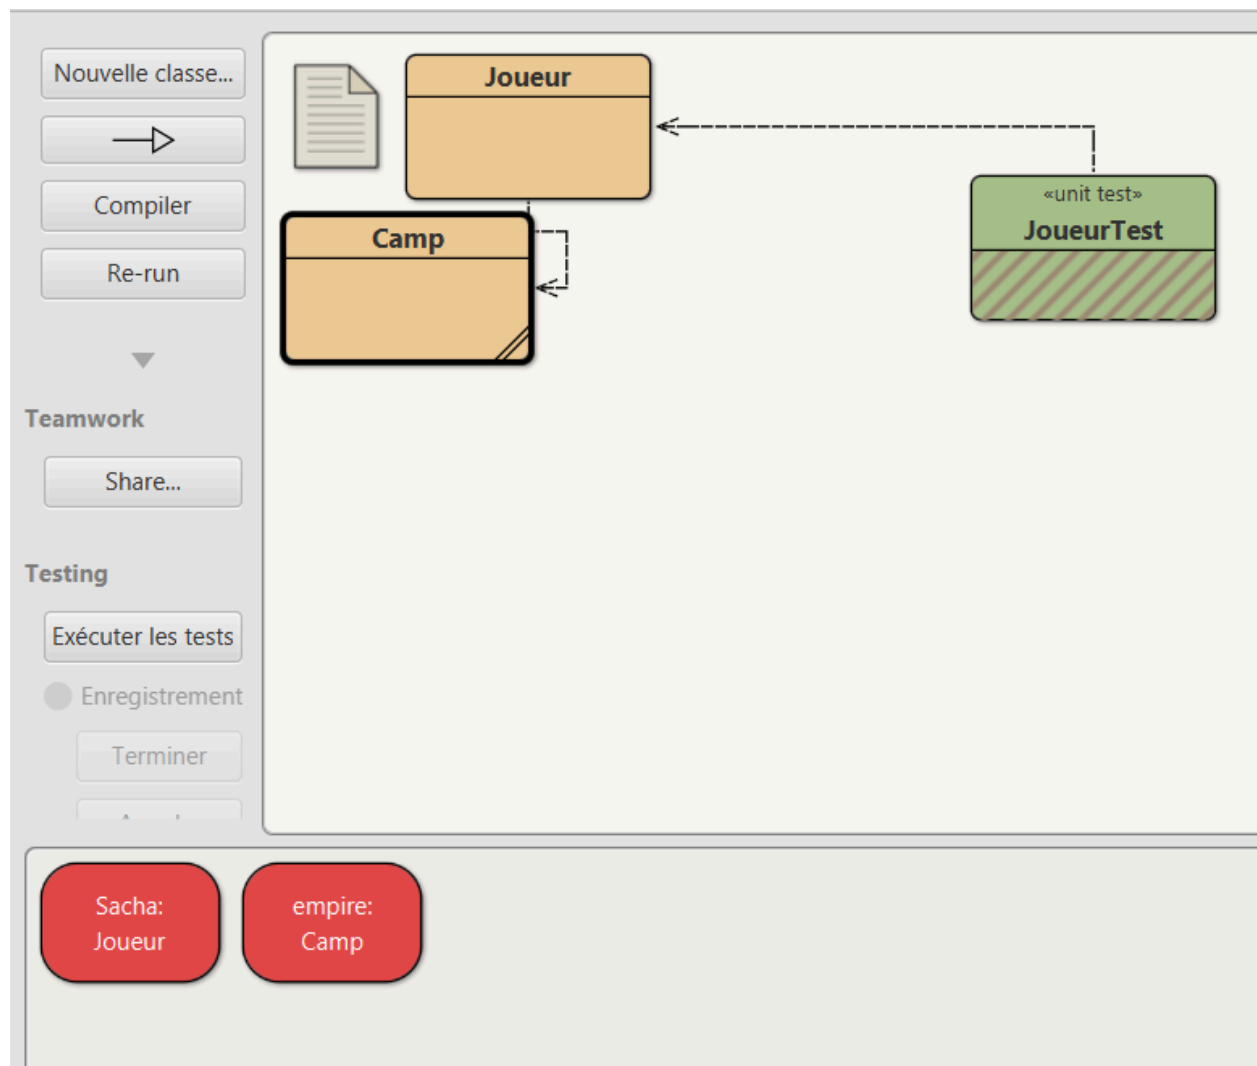 Nouvelle classe...
Compiler
Re-run
Teamwork
Share...
Testing
Exécuter les tests
Enregistrement
Terminer
Joueur
Camp
«unit test»
JoueurTest
Sacha:
Joueur
empire:
Camp